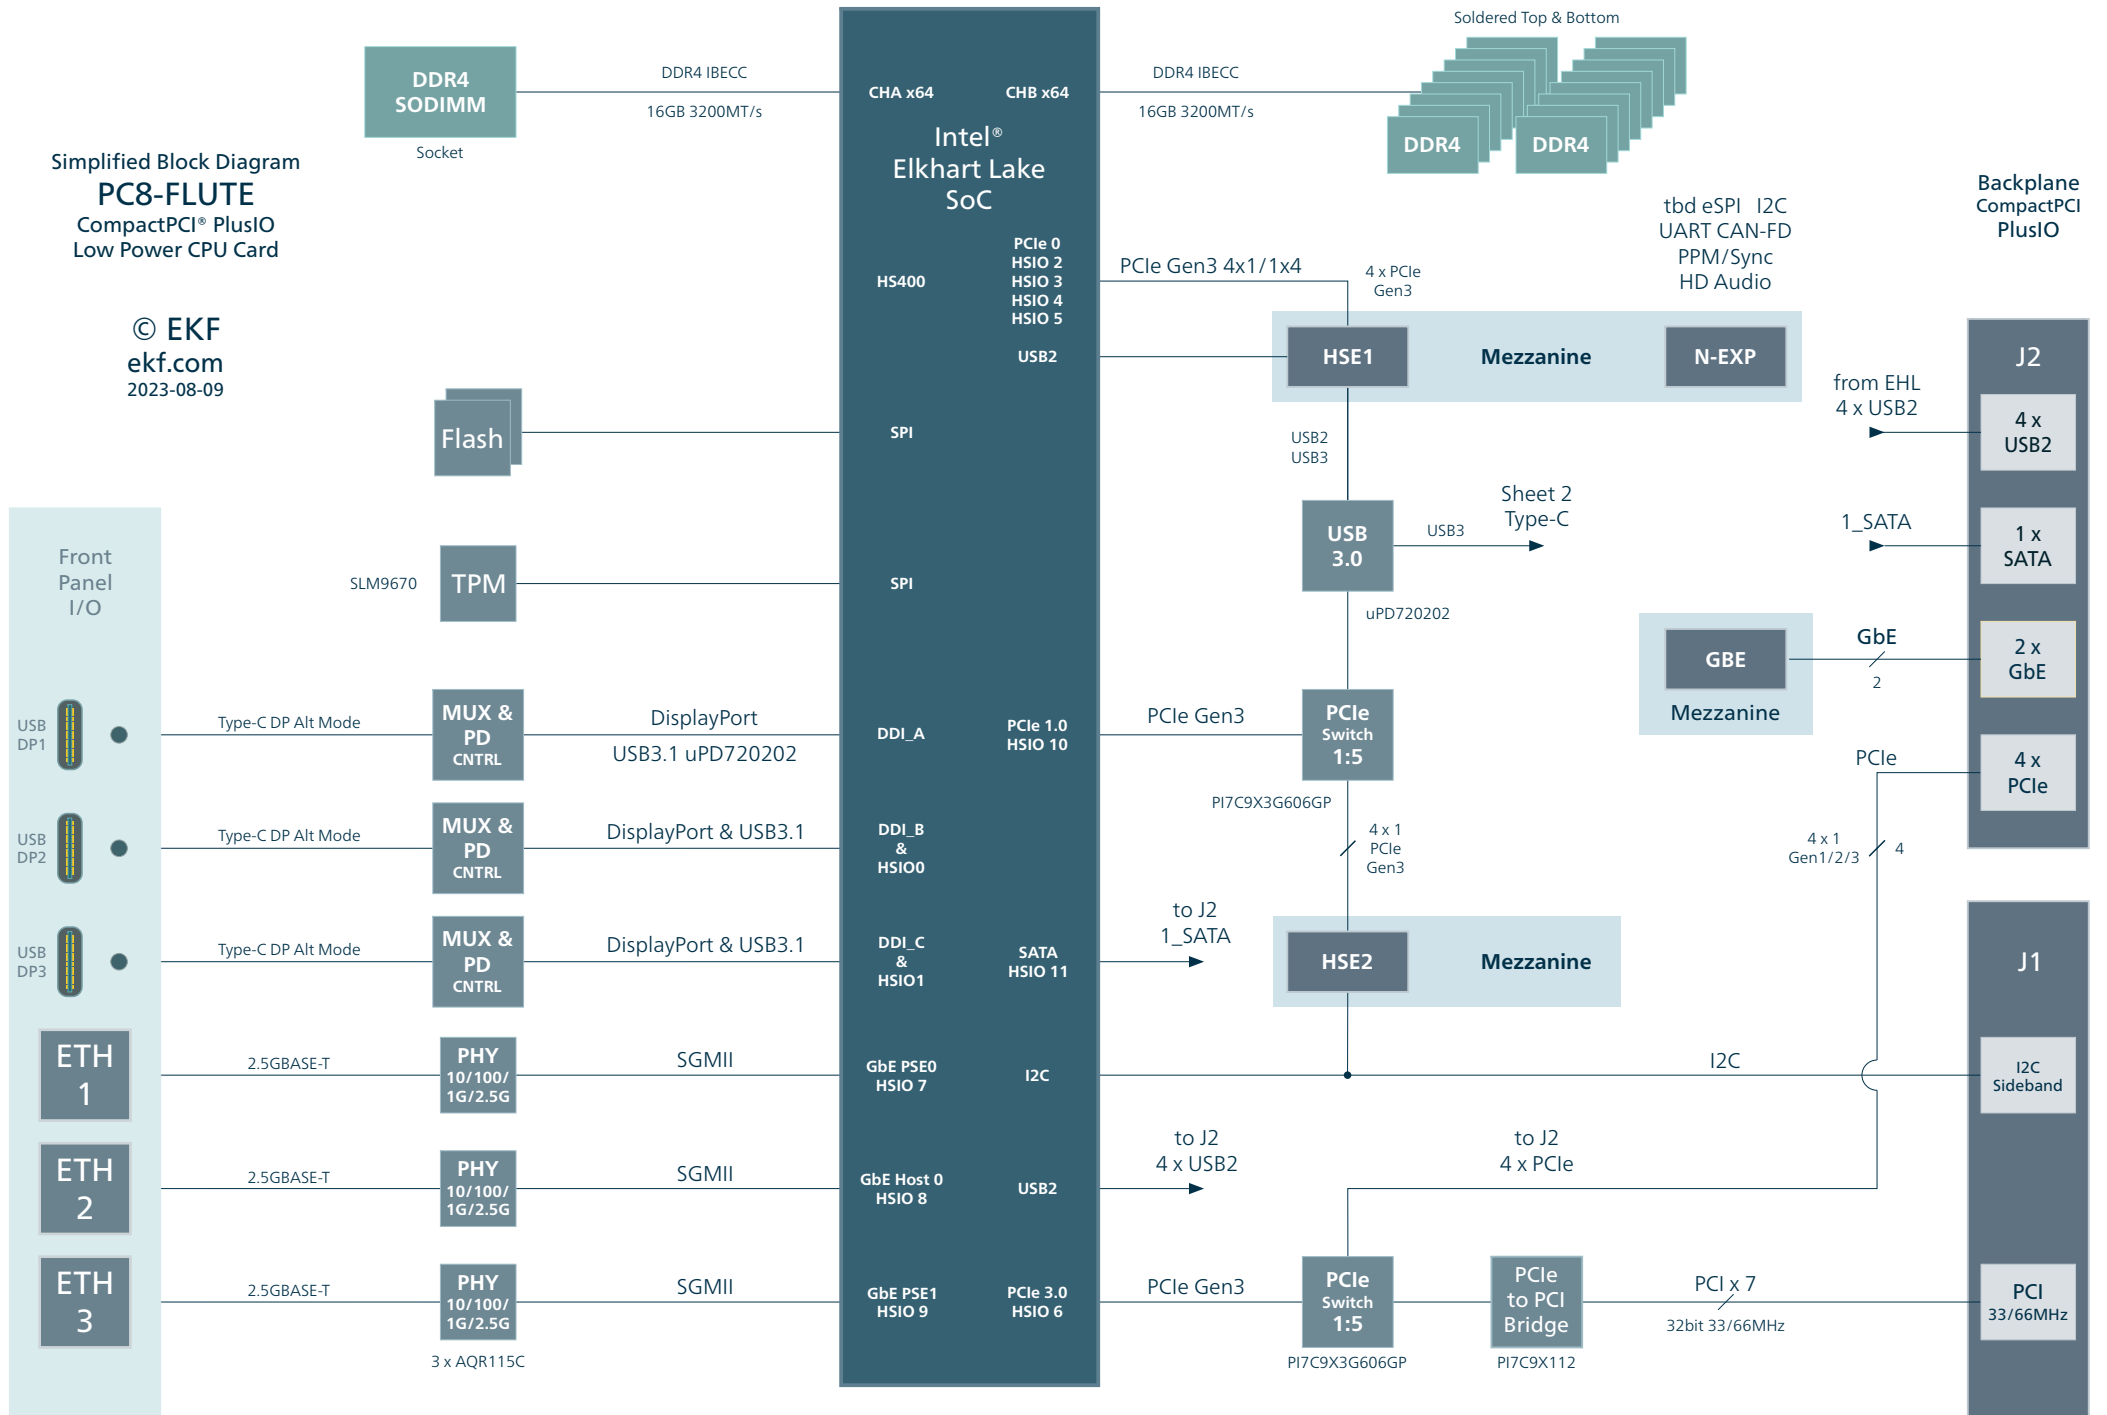 Simplified Block Diagram
PC8-FLUTE
CompactPCI® PlusIO
Low Power CPU Card
© EKF
ekf.com
2023-08-09
DDR4
SODIMM
Socket
DDR4 IBECC
16GB 3200MT/s
CHA x64
CHB x64
Intel®
Elkhart Lake
SoC
DDR4 IBECC
16GB 3200MT/s
Soldered Top & Bottom
DDR4
DDR4
HS400
PCIe 0
HSIO 2
HSIO 3
HSIO 4
HSIO 5
PCIe Gen3 4x1/1x4
4 x PCIe
Gen3
tbd eSPI I2C
UART CAN-FD
PPM/Sync
HD Audio
USB2
HSE1
Mezzanine
N-EXP
Backplane
CompactPCI
PlusIO
J2
from EHL
4 x USB2
4 x
USB2
Flash
SPI
USB2
USB3
USB
3.0
USB3
Sheet 2
Type-C
uPD720202
1_SATA
1 x
SATA
SLM9670
TPM
SPI
GBE
Mezzanine
GbE
2
2 x
GbE
Front
Panel
I/O
USB
DP1
Type-C DP Alt Mode
MUX &
PD
CNTRL
DisplayPort
USB3.1 uPD720202
DDI_A
PCIe 1.0
HSIO 10
PCIe Gen3
PCIe
Switch
1:5
PI7C9X3G606GP
PCIe
4 x
PCIe
USB
DP2
Type-C DP Alt Mode
MUX &
PD
CNTRL
DisplayPort & USB3.1
DDI_B
&
HSIO0
4 x 1
PCIe
Gen3
4 x 1
Gen1/2/3
4
USB
DP3
Type-C DP Alt Mode
MUX &
PD
CNTRL
DisplayPort & USB3.1
DDI_C
&
HSIO1
SATA
HSIO 11
to J2
1_SATA
HSE2
Mezzanine
J1
ETH
1
2.5GBASE-T
PHY
10/100/
1G/2.5G
SGMII
GbE PSE0
HSIO 7
I2C
I2C
I2C
Sideband
ETH
2
2.5GBASE-T
PHY
10/100/
1G/2.5G
SGMII
GbE Host 0
HSIO 8
USB2
to J2
4 x USB2
to J2
4 x PCIe
ETH
3
2.5GBASE-T
PHY
10/100/
1G/2.5G
3 x AQR115C
SGMII
GbE PSE1
HSIO 9
PCIe 3.0
HSIO 6
PCIe Gen3
PCIe
Switch
1:5
PI7C9X3G606GP
PCIe
to PCI
Bridge
PI7C9X112
PCI x 7
32bit 33/66MHz
PCI
33/66MHz